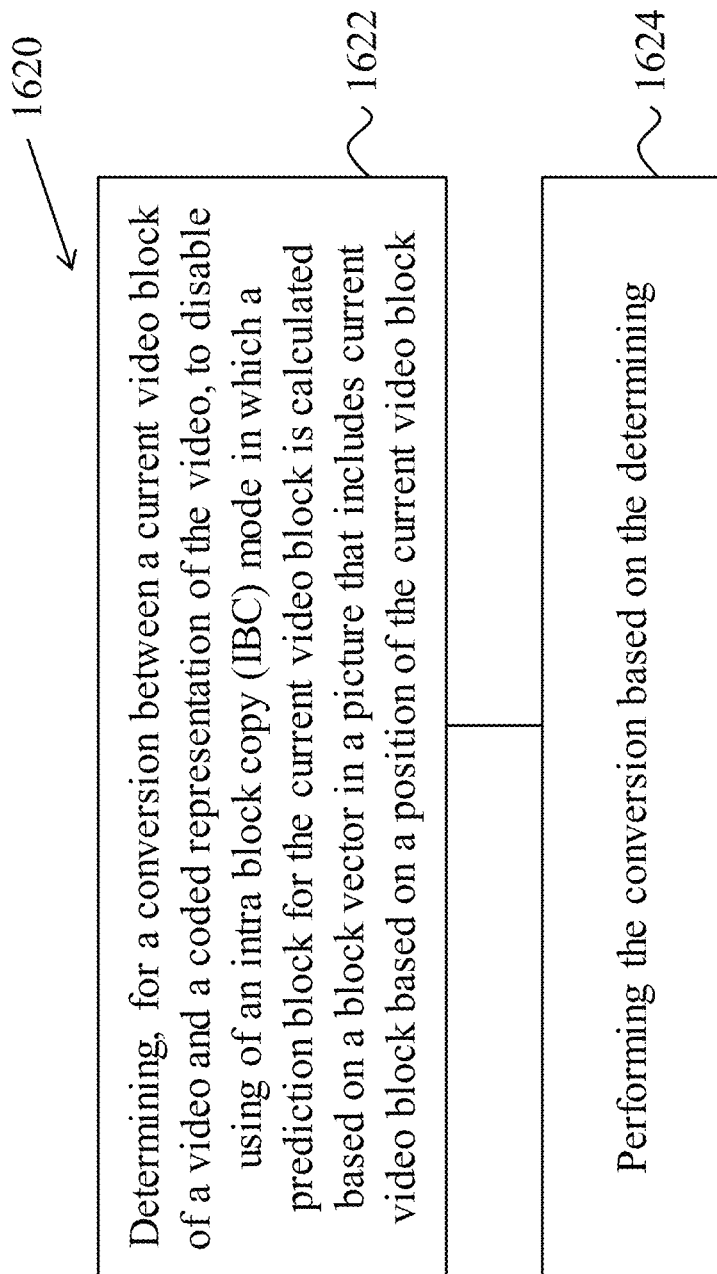 1620
Determining, for a conversion between a current video block
of a video and a coded representation of the video, to disable
using of an intra block copy (IBC) mode in which a
prediction block for the current video block is calculated
based on a block vector in a picture that includes current
video block based on a position of the current video block
1622
Performing the conversion based on the determining
1624